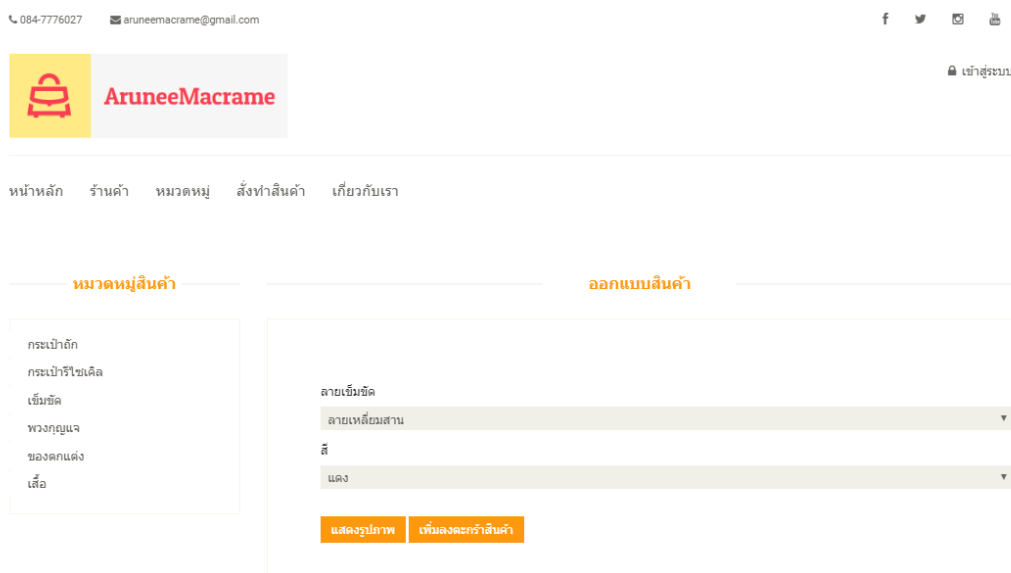 084-7776027 aruneemacrame@gmail.com
AruneeMacrame
เข้าสู่ระบบ
หน้าหลัก ร้านค้า หมวดหมู่ สั่งทำสินค้า เกี่ยวกับเรา
หมวดหมู่สินค้า
กระเป๋าถัก
กระเป๋ารีไซเคิล
เข็มขัด
พวงกุญแจ
ของตกแต่ง
เสื้อ
ออกแบบสินค้า
ลายเข็มขัด
ลายเหลี่ยมสาน
สี
แดง
แสดงรูปภาพ เพิ่มลงตะกร้าสินค้า